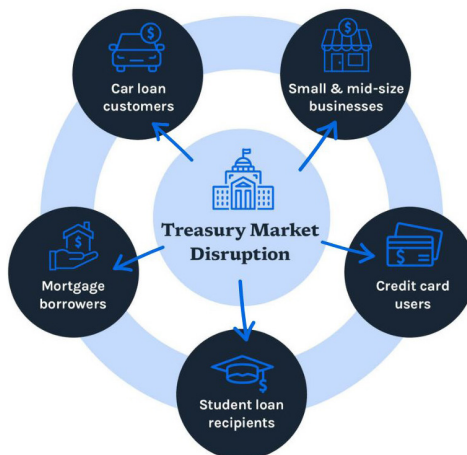 Car loan
customers
Small & mid-size
businesses
Treasury Market
Disruption
Mortgage
borrowers
Credit card
users
Student loan
recipients